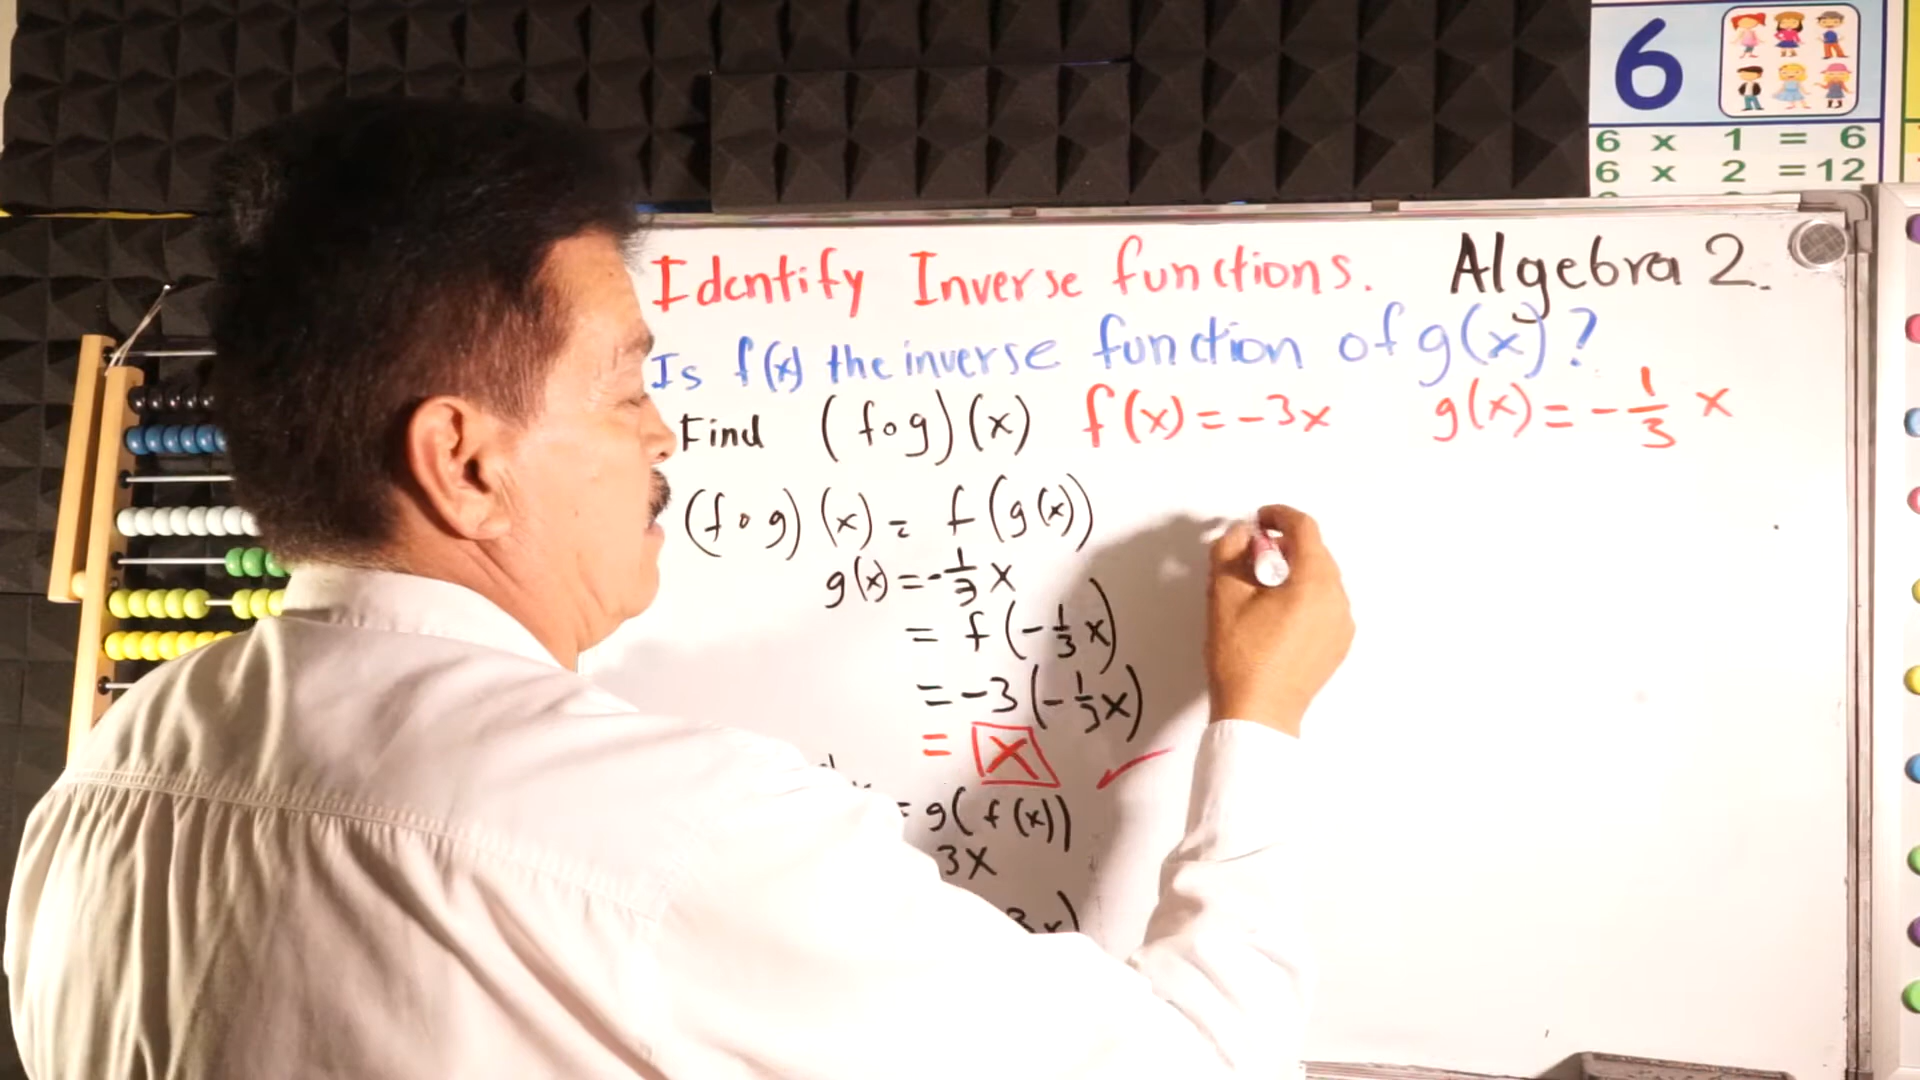 6
6 x 1 = 6
6 x 2 = 12
Identify Inverse functions. Algebra 2.
Is f(x) the inverse function of g(x)?
Find (f∘g)(x) f(x) = -3x g(x) = -1/3 x
(f∘g)(x) = f(g(x))
g(x) = -1/3 x
= f(-1/3 x)
= -3(-1/3 x)
= x
= g(f(x))
3x
3x)